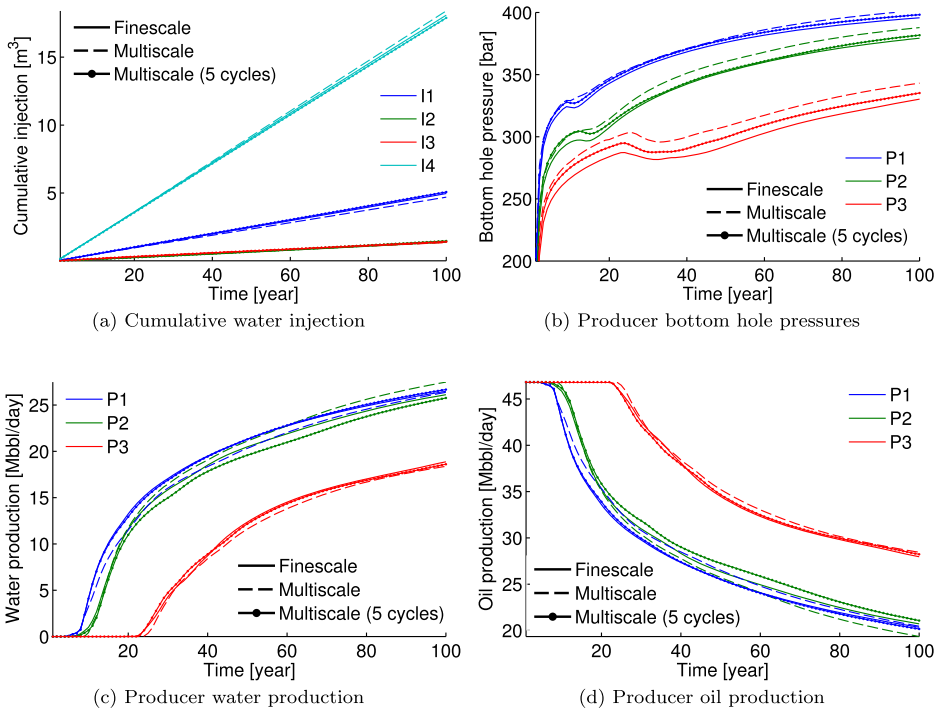 Cumulative injection [m³]
15
10
5
Finescale
Multiscale
Multiscale (5 cycles)
I1
I2
I3
I4
20 40 60 80 100
Time [year]
(a) Cumulative water injection
Bottom hole pressure [bar]
400
350
300
250
200
P1
P2
P3
Finescale
Multiscale
Multiscale (5 cycles)
20 40 60 80 100
Time [year]
(b) Producer bottom hole pressures
Water production [Mbbl/day]
25
20
15
10
5
0
P1
P2
P3
Finescale
Multiscale
Multiscale (5 cycles)
20 40 60 80 100
Time [year]
(c) Producer water production
Oil production [Mbbl/day]
45
40
35
30
25
20
P1
P2
P3
Finescale
Multiscale
Multiscale (5 cycles)
20 40 60 80 100
Time [year]
(d) Producer oil production